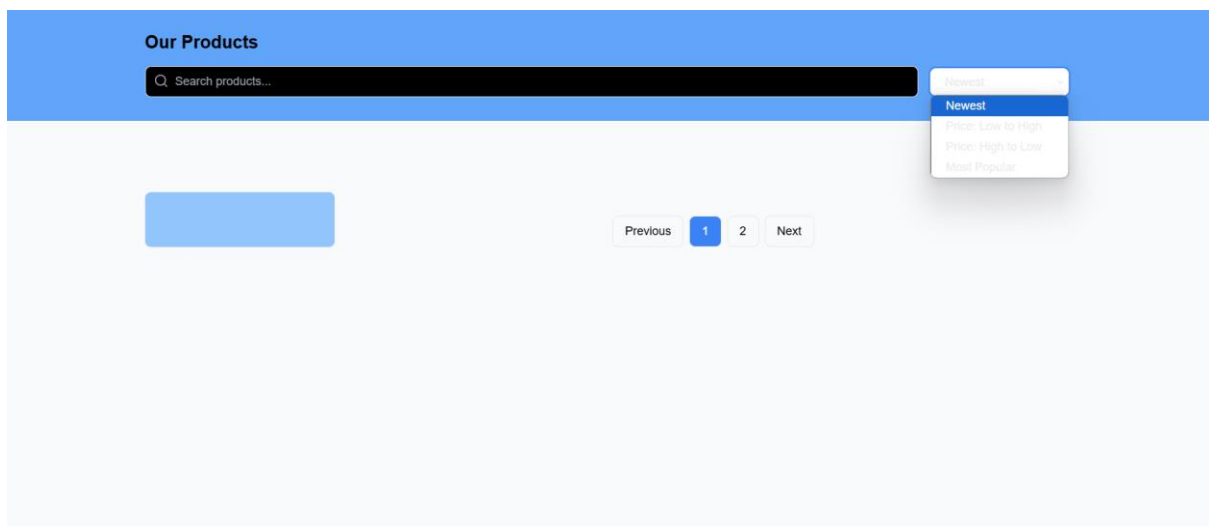 Our Products
Search products...
Newest
Newest
Price: Low to High
Price: High to Low
Most Popular
Previous 1 2 Next